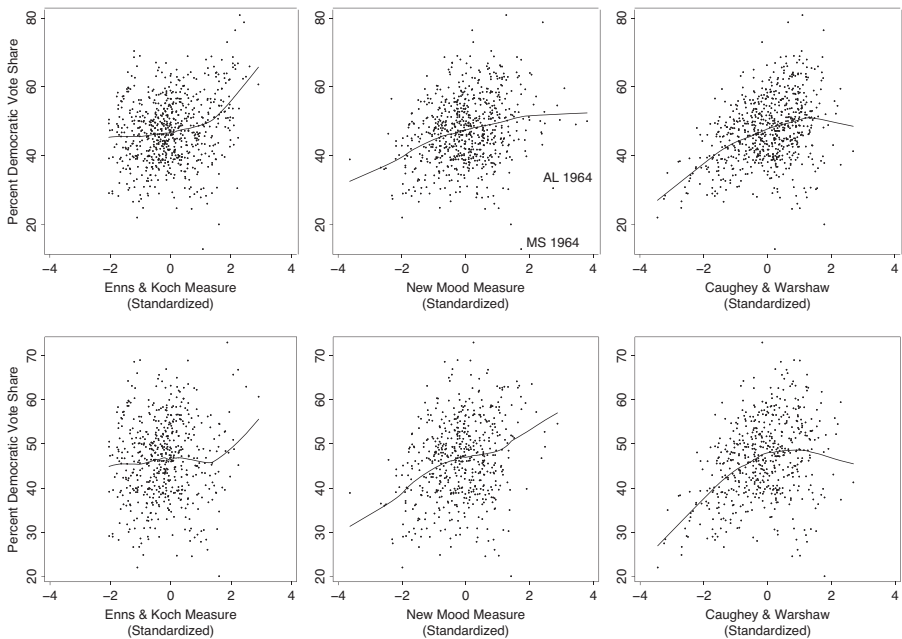 Percent Democratic Vote Share
80
60
40
20
−4 −2 0 2 4
Enns & Koch Measure
(Standardized)
80
60
40
20
AL 1964
MS 1964
−4 −2 0 2 4
New Mood Measure
(Standardized)
80
60
40
20
−4 −2 0 2 4
Caughey & Warshaw
(Standardized)
Percent Democratic Vote Share
70
60
50
40
30
20
−4 −2 0 2 4
Enns & Koch Measure
(Standardized)
70
60
50
40
30
20
−4 −2 0 2 4
New Mood Measure
(Standardized)
70
60
50
40
30
20
−4 −2 0 2 4
Caughey & Warshaw
(Standardized)